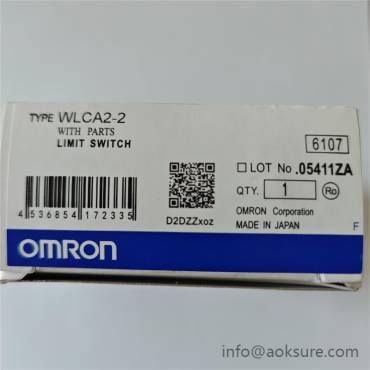 TYPE WLCA2-2
WITH PARTS
LIMIT SWITCH
6107
LOT No .05411ZA
QTY. 1 Ro
4 536854 172335
D2DZZxoz
OMRON Corporation
MADE IN JAPAN
F
OMRON
info@aoksure.com